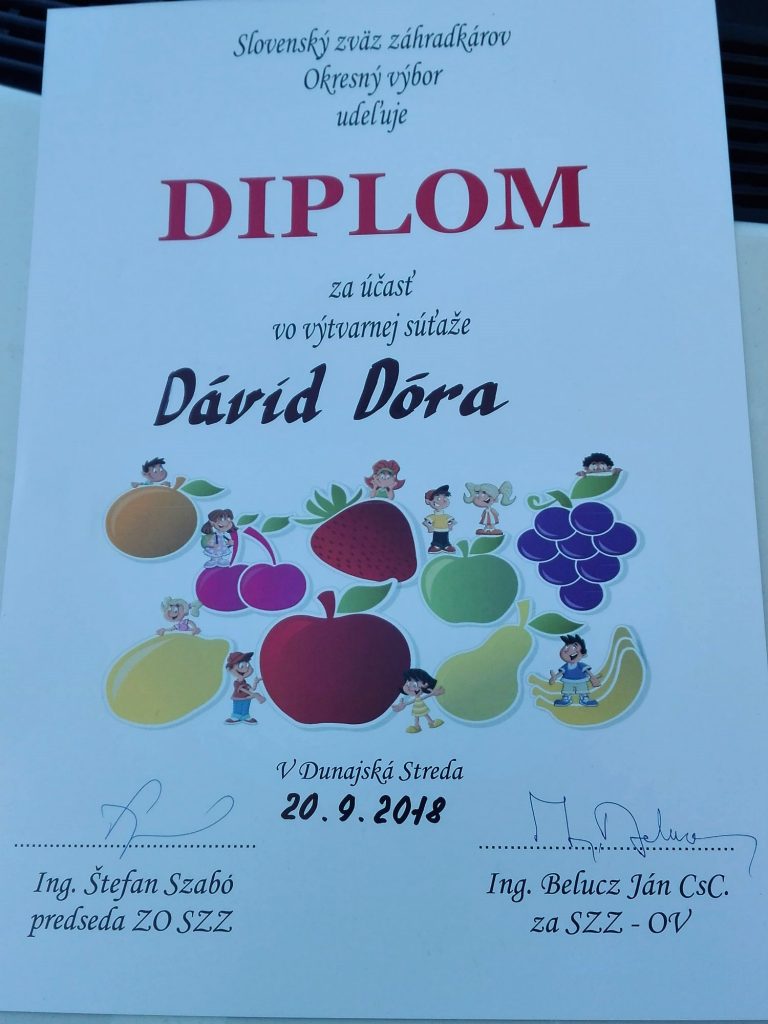 Slovenský zväz záhradkárov
Okresný výbor
udeľuje
DIPLOM
za účasť
vo výtvarnej súťaže
Dávid Dóra
V Dunajská Streda
20.9.2018
Ing. Štefan Szabó
predseda ZO SZZ
Ing. Belucz Ján CsC.
za SZZ - OV